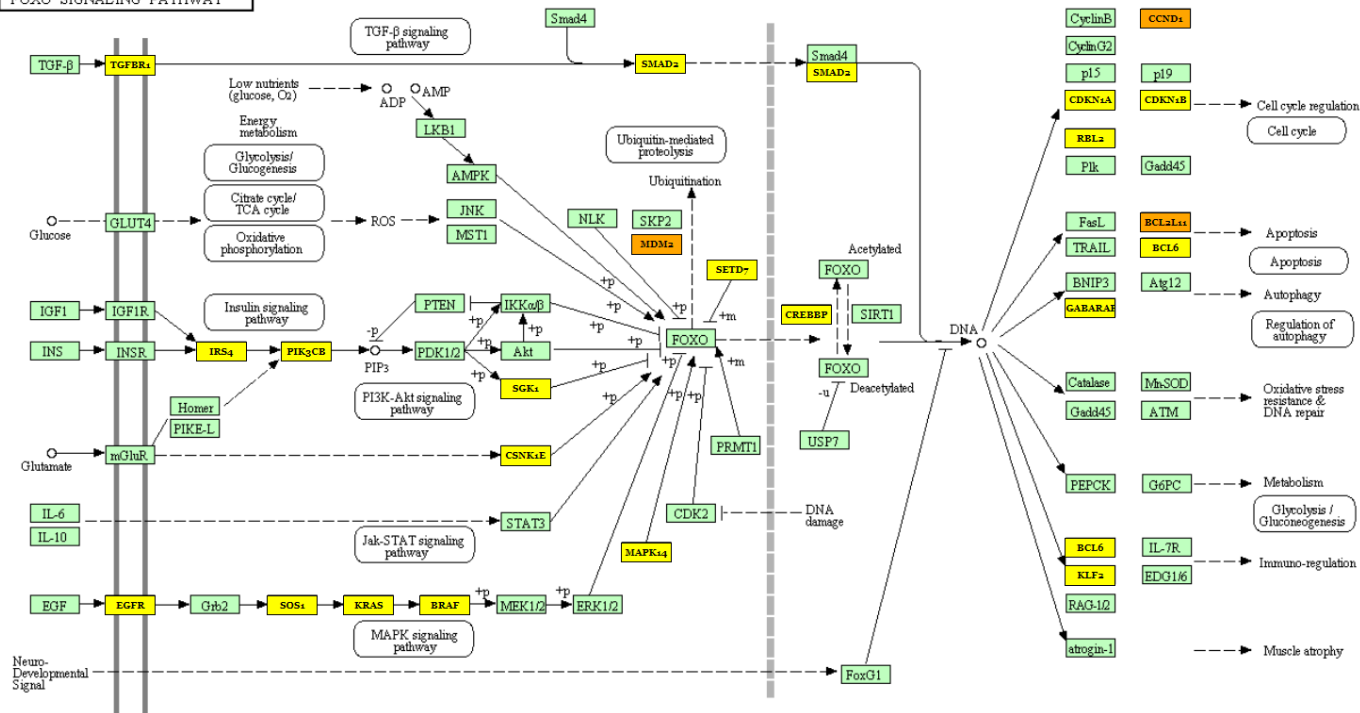 FOXO SIGNALING PATHWAY
TGF-β
TGFBR1
TGF-β signaling
pathway
Smad4
SMAD2
Smad4
SMAD2
Low nutrients
(glucose, O2)
ADP
AMP
LKB1
AMPK
Energy
metabolism
Glycolysis/
Glucogenesis
Citrate cycle/
TCA cycle
Oxidative
phosphorylation
Glucose
GLUT4
ROS
JNK
MST1
NLK
SKP2
MDM2
Ubiquitin-mediated
proteolysis
Ubiquitination
SETD7
+p
+p
+p
+m
IGF1
IGF1R
INS
INSR
Insulin signaling
pathway
IRS4
PIK3CB
PIP3
-p
PTEN
PDK1/2
IKKα/β
Akt
SGK1
+p
+p
+p
+p
+p
+p
+p
+p
+p
+p
+p
+m
FOXO
PI3K-Akt signaling
pathway
Homer
PIKE-L
Glutamate
mGluR
CSNK1E
PRMT1
IL-6
IL-10
STAT3
Jak-STAT signaling
pathway
CDK2
DNA
damage
MAPK14
EGF
EGFR
Grb2
SOS1
KRAS
BRAF
+p
MEK1/2
+p
ERK1/2
MAPK signaling
pathway
Neuro-
Developmental
Signal
FoxG1
Acetylated
FOXO
CREBBP
SIRT1
FOXO
Deacetylated
-u
USP7
DNA
CyclinB
CCND1
CyclinG2
p15
p19
CDKN1A
CDKN1B
Cell cycle regulation
Cell cycle
RBL2
Plk
Gadd45
FasL
BCL2L11
Apoptosis
TRAIL
BCL6
Apoptosis
BNIP3
Atg12
Autophagy
GABARAP
Regulation of
autophagy
Catalase
Mn-SOD
Gadd45
ATM
Oxidative stress
resistance &
DNA repair
PEPCK
G6PC
Metabolism
Glycolysis /
Gluconeogenesis
BCL6
IL-7R
KLF2
EDG1/6
Immuno-regulation
RAG-1/2
atrogin-1
Muscle atrophy